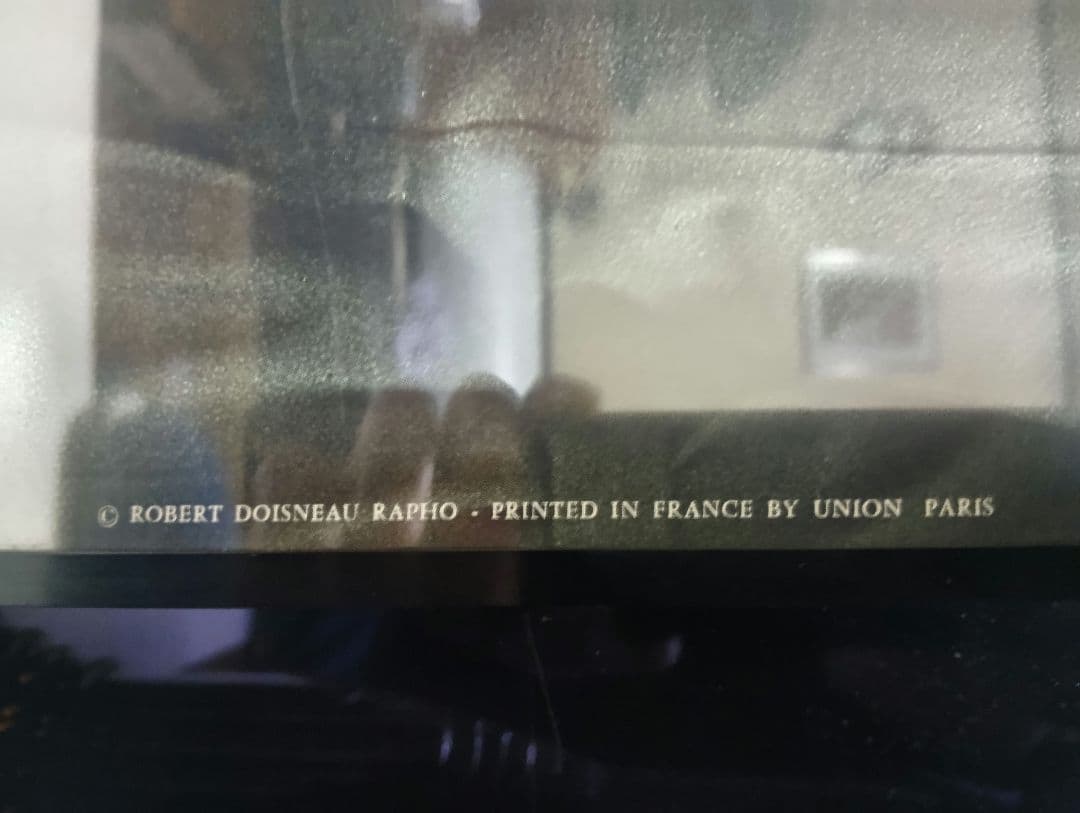 © ROBERT DOISNEAU RAPHO · PRINTED IN FRANCE BY UNION PARIS